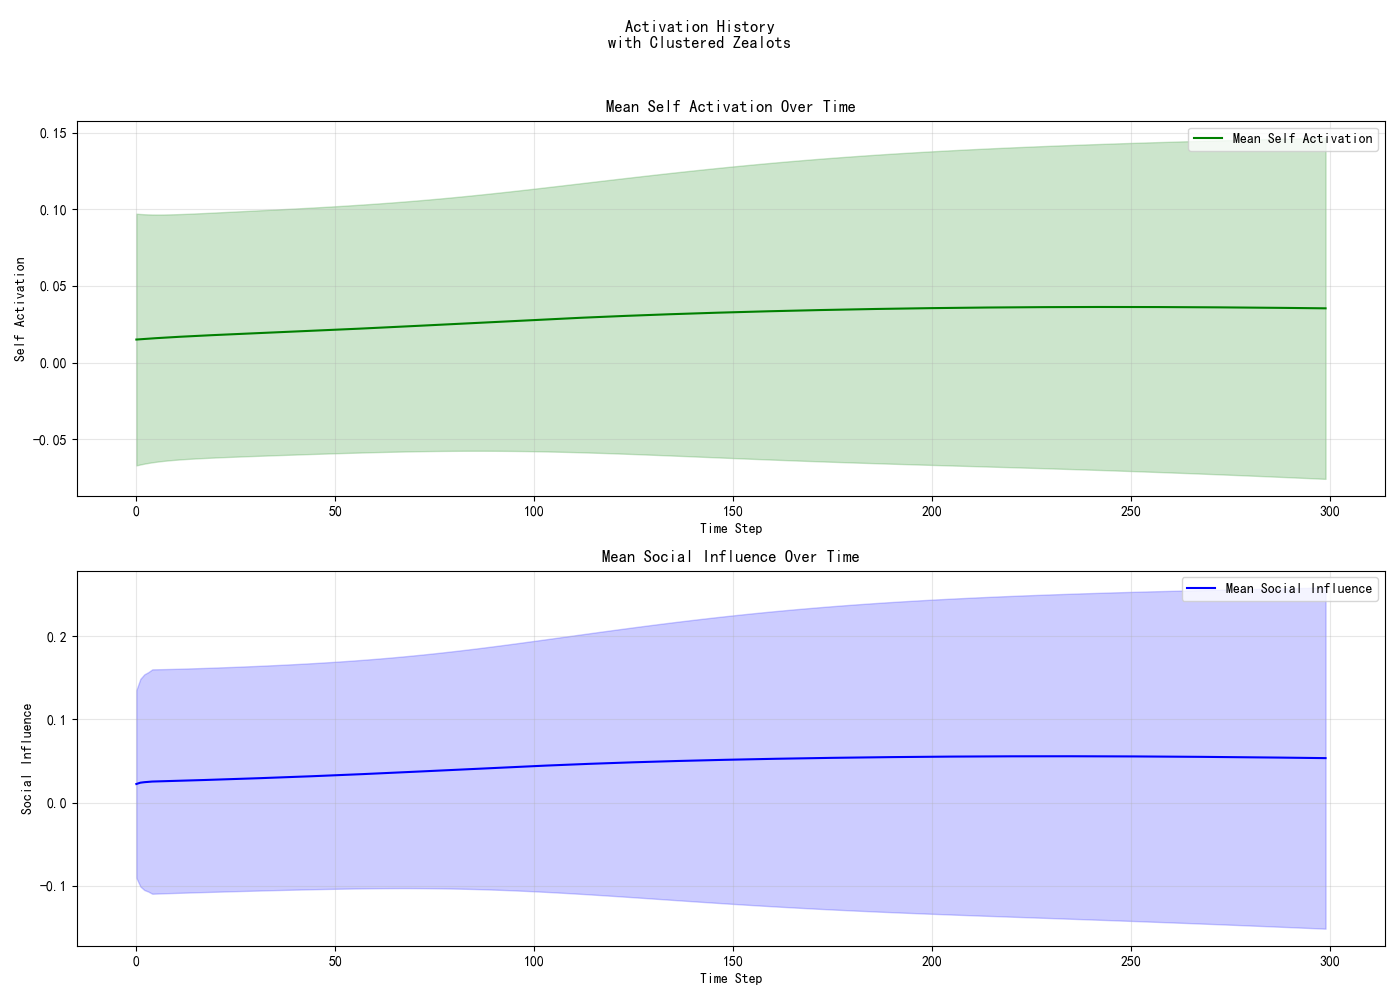 Activation History
with Clustered Zealots
Mean Self Activation Over Time
Mean Self Activation
Self Activation
0.15
0.10
0.05
0.00
−0.05
0
50
100
150
200
250
300
Time Step
Mean Social Influence Over Time
Mean Social Influence
Social Influence
0.2
0.1
0.0
−0.1
0
50
100
150
200
250
300
Time Step